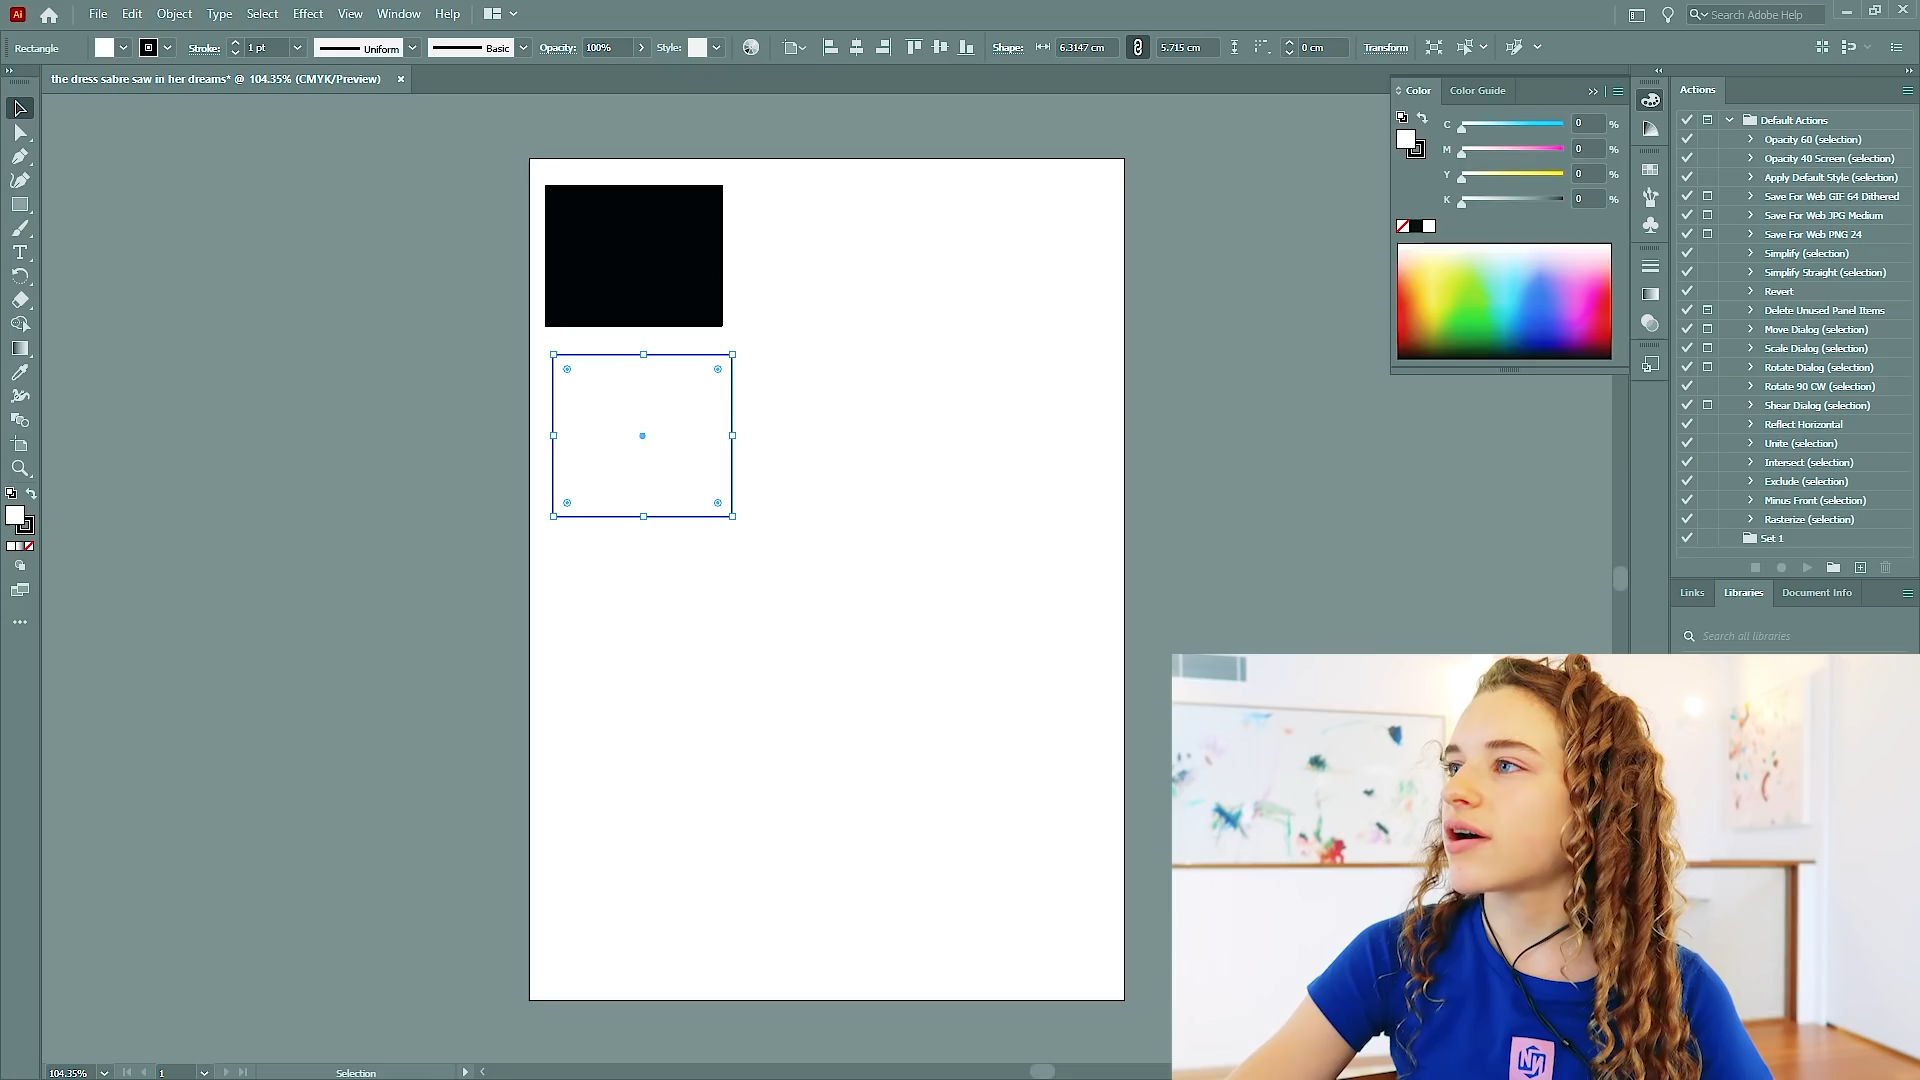 Ai File Edit Object Type Select Effect View Window Help Search Adobe Help
Rectangle Stroke: 1 pt Uniform Basic Opacity: 100% Style: Shape: 6.3147 cm 5.715 cm 0 cm Transform
the dress sabre saw in her dreams* @ 104.35% (CMYK/Preview) ×
Color Color Guide
C 0 %
M 0 %
Y 0 %
K 0 %
Actions
Default Actions
Opacity 60 (selection)
Opacity 40 Screen (selection)
Apply Default Style (selection)
Save For Web GIF 64 Dithered
Save For Web JPG Medium
Save For Web PNG 24
Simplify (selection)
Simplify Straight (selection)
Revert
Delete Unused Panel Items
Move Dialog (selection)
Scale Dialog (selection)
Rotate Dialog (selection)
Rotate 90 CW (selection)
Shear Dialog (selection)
Reflect Horizontal
Unite (selection)
Intersect (selection)
Exclude (selection)
Minus Front (selection)
Rasterize (selection)
Set 1
Links Libraries Document Info
Search all libraries
104.35% 1 Selection